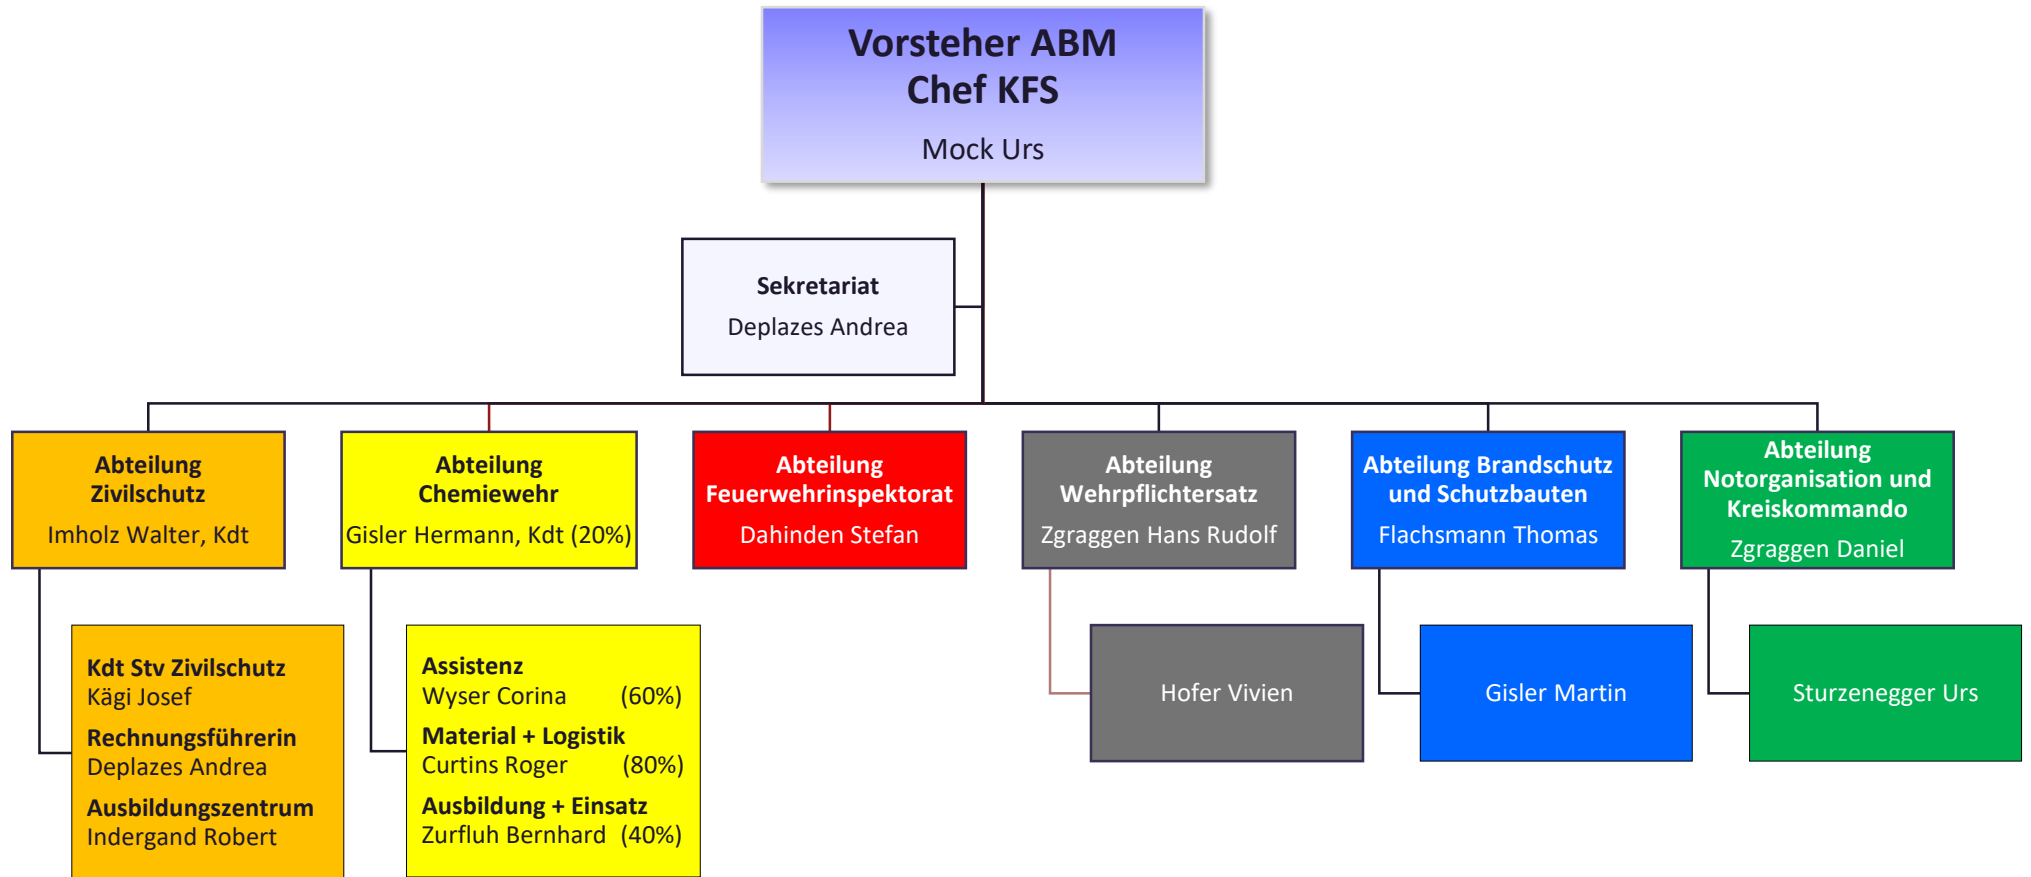 Vorsteher ABM
Chef KFS
Mock Urs
Sekretariat
Deplazes Andrea
Abteilung
Zivilschutz
Imholz Walter, Kdt
Abteilung
Chemiewehr
Gisler Hermann, Kdt (20%)
Abteilung
Feuerwehrinspektorat
Dahinden Stefan
Abteilung
Wehrpflichtersatz
Zgraggen Hans Rudolf
Abteilung Brandschutz
und Schutzbauten
Flachsmann Thomas
Abteilung
Notorganisation und
Kreiskommando
Zgraggen Daniel
Kdt Stv Zivilschutz
Kägi Josef
Rechnungsführerin
Deplazes Andrea
Ausbildungszentrum
Indergand Robert
Assistenz
Wyser Corina (60%)
Material + Logistik
Curtins Roger (80%)
Ausbildung + Einsatz
Zurfluh Bernhard (40%)
Hofer Vivien
Gisler Martin
Sturzenegger Urs